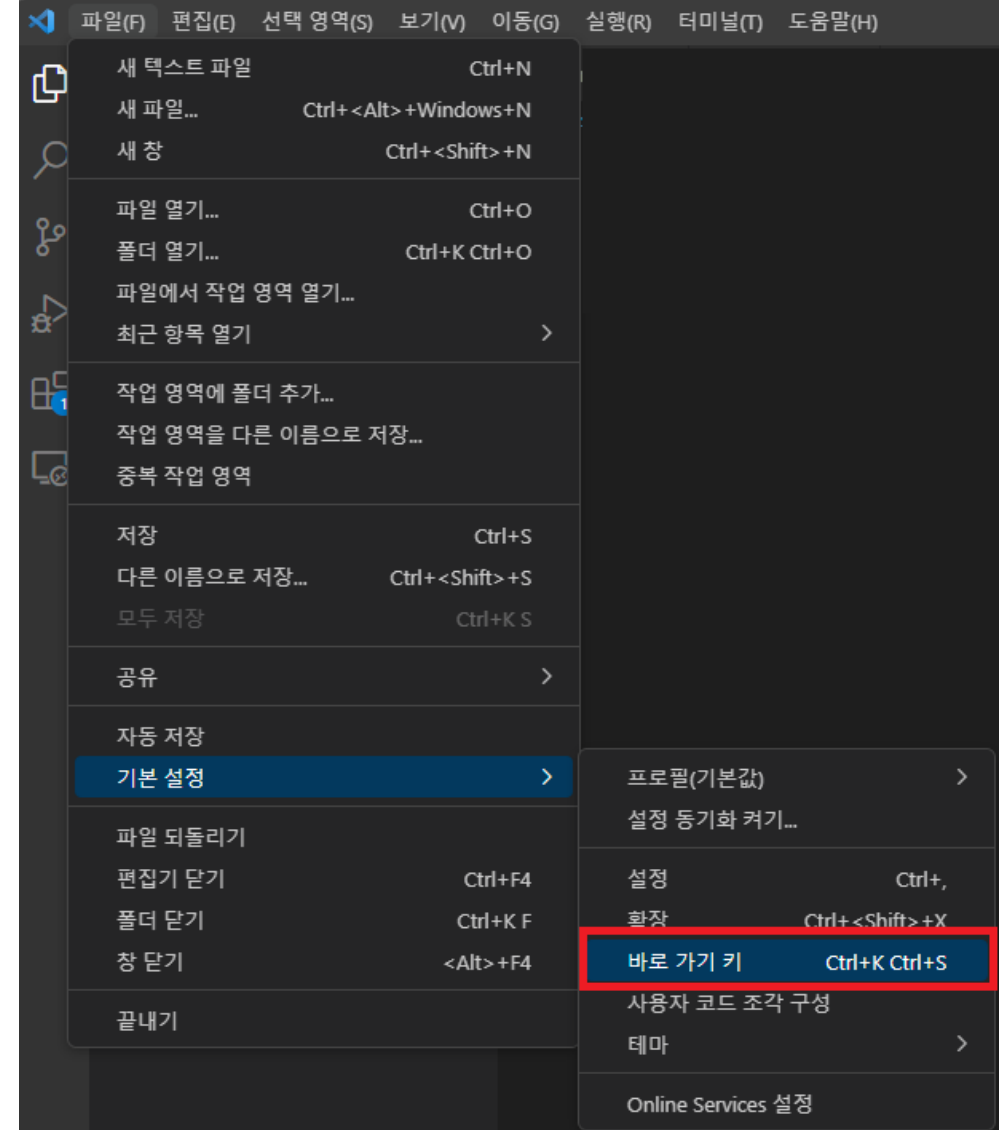 파일(F) 편집(E) 선택 영역(S) 보기(V) 이동(G) 실행(R) 터미널(T) 도움말(H)
새 텍스트 파일 Ctrl+N
새 파일... Ctrl+<Alt>+Windows+N
새 창 Ctrl+<Shift>+N
파일 열기... Ctrl+O
폴더 열기... Ctrl+K Ctrl+O
파일에서 작업 영역 열기...
최근 항목 열기
작업 영역에 폴더 추가...
작업 영역을 다른 이름으로 저장...
중복 작업 영역
저장 Ctrl+S
다른 이름으로 저장... Ctrl+<Shift>+S
모두 저장 Ctrl+K S
공유
자동 저장
기본 설정
파일 되돌리기
편집기 닫기 Ctrl+F4
폴더 닫기 Ctrl+K F
창 닫기 <Alt>+F4
끝내기
프로필(기본값)
설정 동기화 켜기...
설정 Ctrl+,
확장 Ctrl+<Shift>+X
바로 가기 키 Ctrl+K Ctrl+S
사용자 코드 조각 구성
테마
Online Services 설정
1